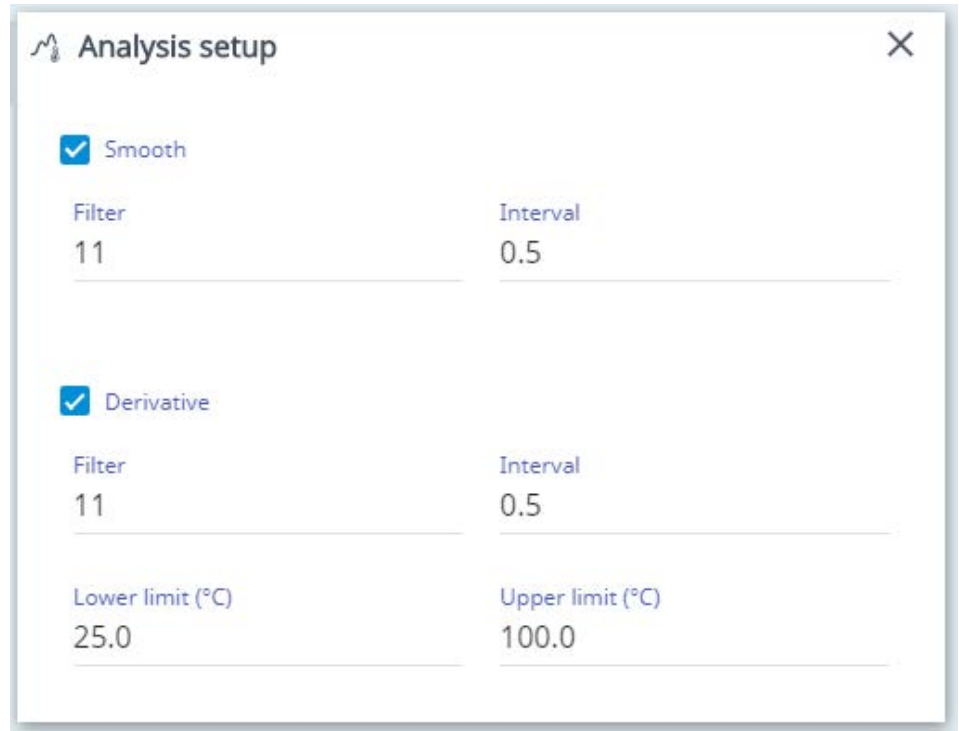 Analysis setup
Smooth
Filter Interval
11 0.5
Derivative
Filter Interval
11 0.5
Lower limit (°C) Upper limit (°C)
25.0 100.0